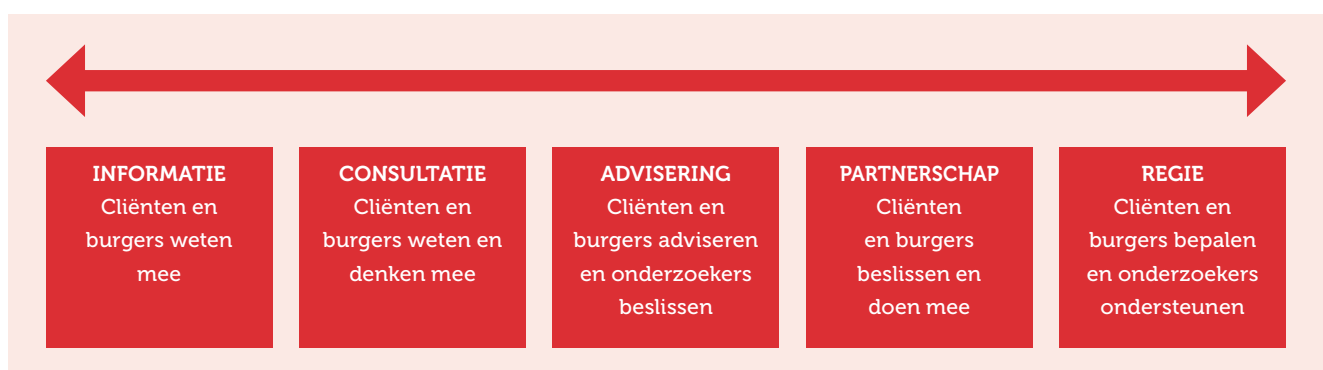 INFORMATIE
Cliënten en
burgers weten
mee
CONSULTATIE
Cliënten en
burgers weten en
denken mee
ADVISERING
Cliënten en
burgers adviseren
en onderzoekers
beslissen
PARTNERSCHAP
Cliënten
en burgers
beslissen en
doen mee
REGIE
Cliënten en
burgers bepalen
en onderzoekers
ondersteunen